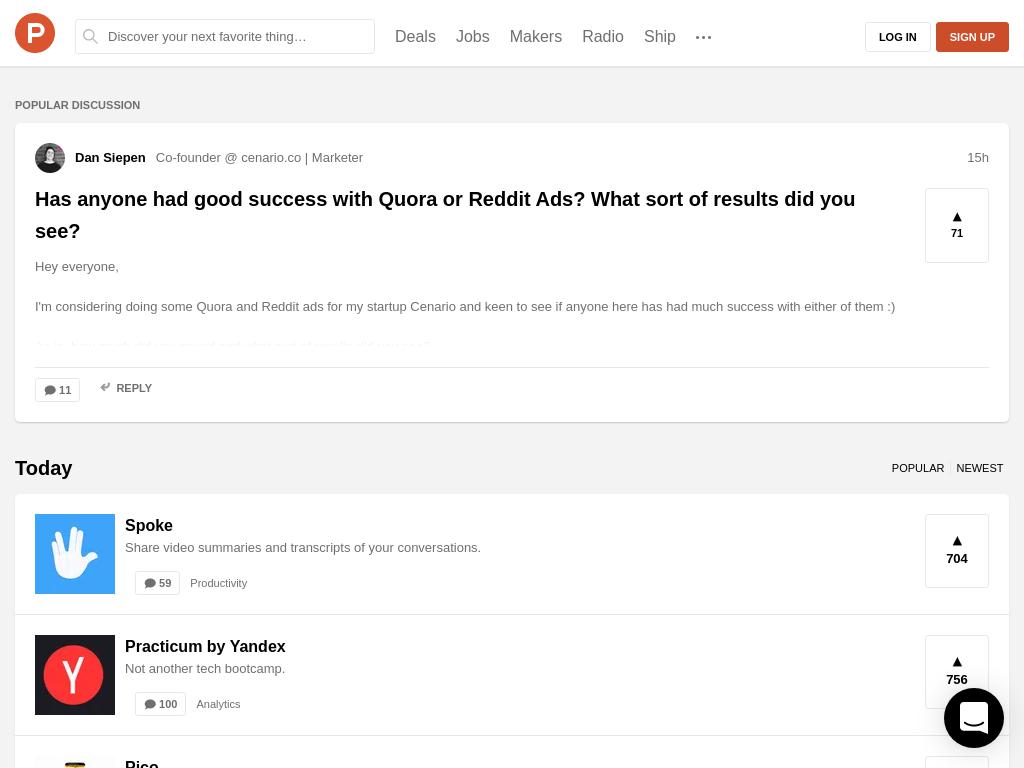 P
Discover your next favorite thing…
Deals Jobs Makers Radio Ship •••
LOG IN SIGN UP
POPULAR DISCUSSION
Dan Siepen Co-founder @ cenario.co | Marketer 15h
Has anyone had good success with Quora or Reddit Ads? What sort of results did you
see?
▲
71
Hey everyone,
I'm considering doing some Quora and Reddit ads for my startup Cenario and keen to see if anyone here has had much success with either of them :)
11 REPLY
Today
POPULAR NEWEST
Spoke
Share video summaries and transcripts of your conversations.
59 Productivity
▲
704
Practicum by Yandex
Not another tech bootcamp.
100 Analytics
▲
756
Pico